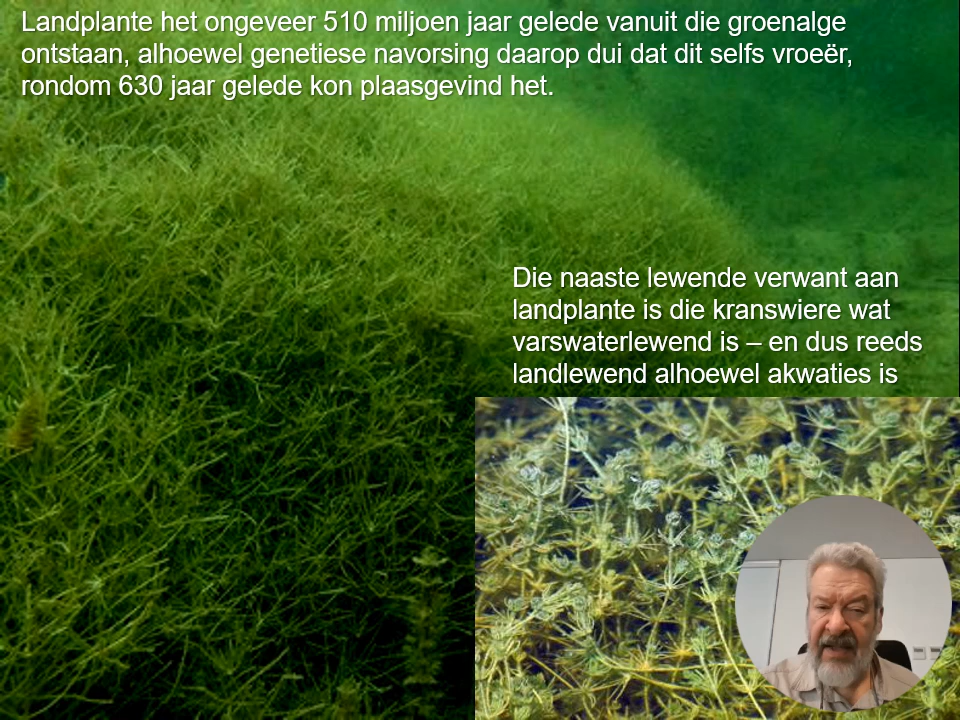 Landplante het ongeveer 510 miljoen jaar gelede vanuit die groenalge
ontstaan, alhoewel genetiese navorsing daarop dui dat dit selfs vroeër,
rondom 630 jaar gelede kon plaasgevind het.
Die naaste lewende verwant aan
landplante is die kranswiere wat
varswaterlewend is – en dus reeds
landlewend alhoewel akwaties is